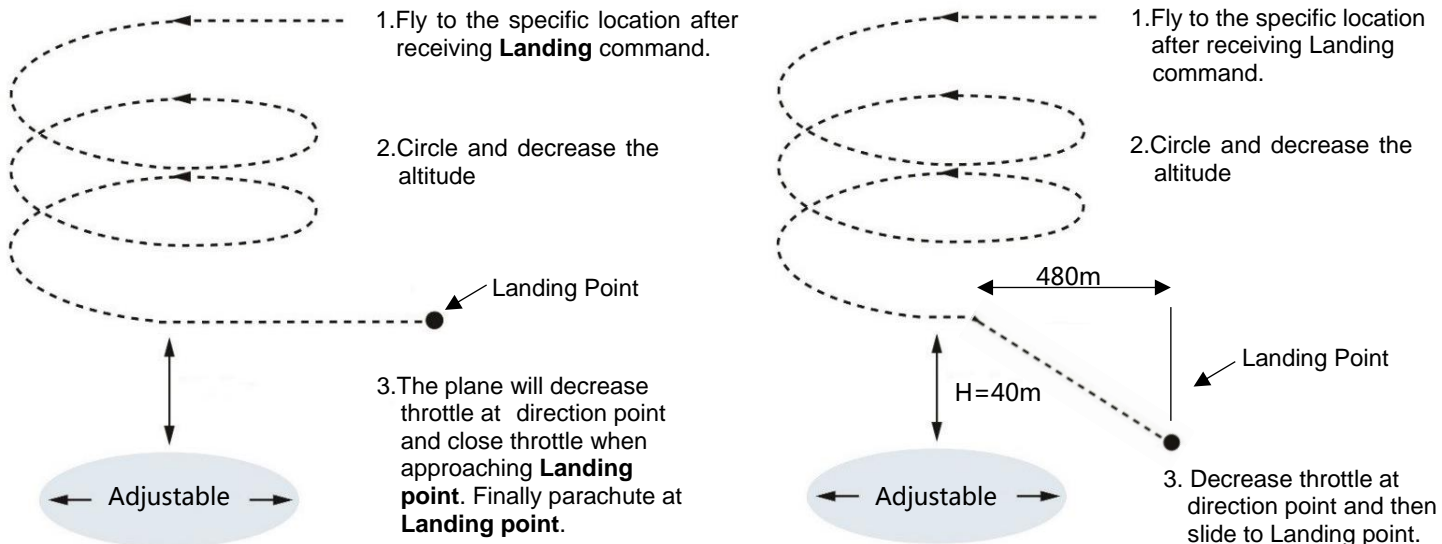 1.Fly to the specific location after
receiving Landing command.
2.Circle and decrease the
altitude
Landing Point
3.The plane will decrease
throttle at direction point
and close throttle when
approaching Landing
point. Finally parachute at
Landing point.
Adjustable
1.Fly to the specific location
after receiving Landing
command.
2.Circle and decrease the
altitude
480m
Landing Point
H=40m
Adjustable
3. Decrease throttle at
direction point and then
slide to Landing point.